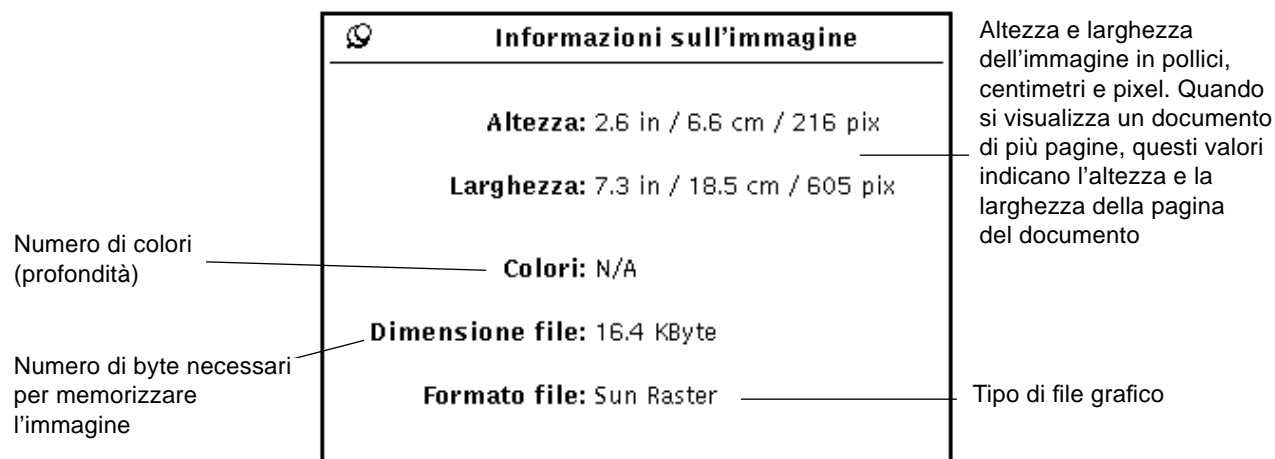 Informazioni sull'immagine
Altezza: 2.6 in / 6.6 cm / 216 pix
Larghezza: 7.3 in / 18.5 cm / 605 pix
Colori: N/A
Dimensione file: 16.4 KByte
Formato file: Sun Raster
Altezza e larghezza
dell’immagine in pollici,
centimetri e pixel. Quando
si visualizza un documento
di più pagine, questi valori
indicano l’altezza e la
larghezza della pagina
del documento
Numero di colori
(profondità)
Numero di byte necessari
per memorizzare
l’immagine
Tipo di file grafico